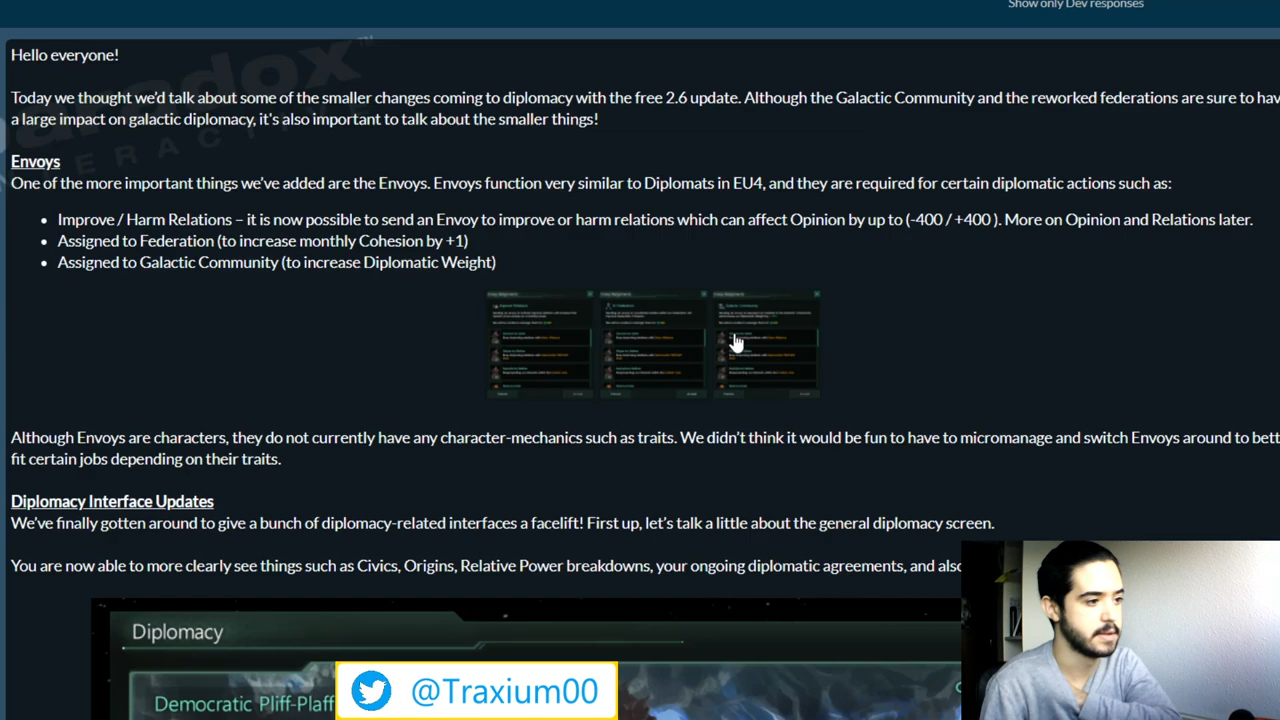 Show only Dev responses
Paradox™
Hello everyone!
Today we thought we'd talk about some of the smaller changes coming to diplomacy with the free 2.6 update. Although the Galactic Community and the reworked federations are sure to hav
a large impact on galactic diplomacy, it's also important to talk about the smaller things!
Envoys
One of the more important things we've added are the Envoys. Envoys function very similar to Diplomats in EU4, and they are required for certain diplomatic actions such as:
• Improve / Harm Relations – it is now possible to send an Envoy to improve or harm relations which can affect Opinion by up to (-400 / +400 ). More on Opinion and Relations later.
• Assigned to Federation (to increase monthly Cohesion by +1)
• Assigned to Galactic Community (to increase Diplomatic Weight)
Although Envoys are characters, they do not currently have any character-mechanics such as traits. We didn't think it would be fun to have to micromanage and switch Envoys around to bett
fit certain jobs depending on their traits.
Diplomacy Interface Updates
We've finally gotten around to give a bunch of diplomacy-related interfaces a facelift! First up, let's talk a little about the general diplomacy screen.
You are now able to more clearly see things such as Civics, Origins, Relative Power breakdowns, your ongoing diplomatic agreements, and also
Diplomacy
Democratic Pliff-Plaff
@Traxium00